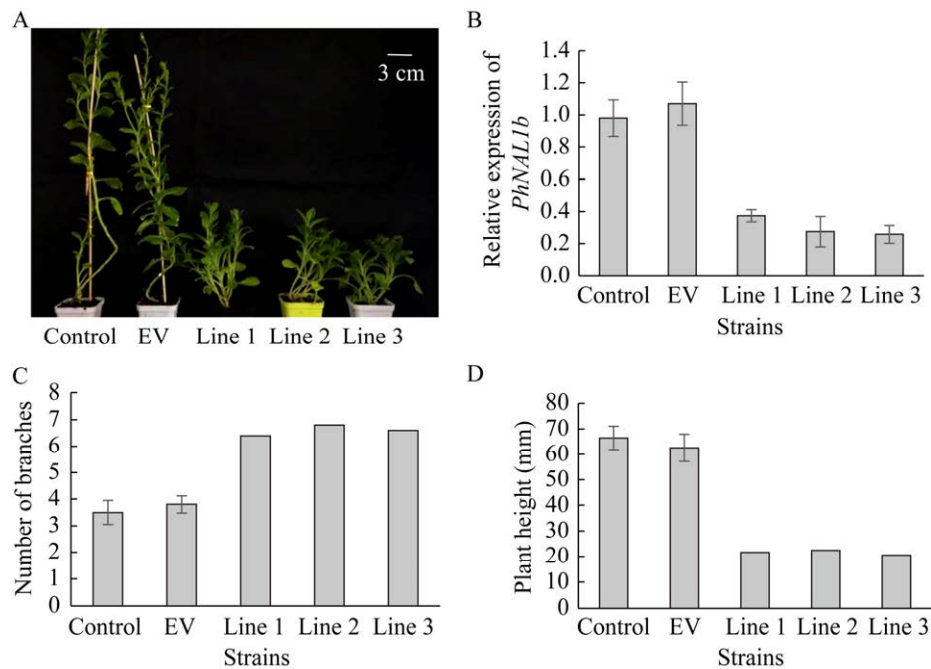 A
3 cm
Control EV Line 1 Line 2 Line 3
B
Relative expression of
PhNAL1b
1.4
1.2
1.0
0.8
0.6
0.4
0.2
0.0
Control EV Line 1 Line 2 Line 3
Strains
C
Number of branches
8
7
6
5
4
3
2
1
0
Control EV Line 1 Line 2 Line 3
Strains
D
Plant height (mm)
80
70
60
50
40
30
20
10
0
Control EV Line 1 Line 2 Line 3
Strains